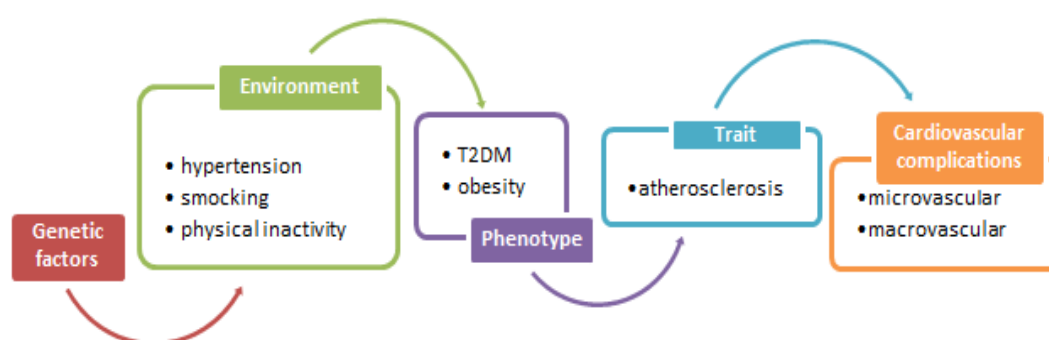 Genetic
factors
Environment
• hypertension
• smocking
• physical inactivity
• T2DM
• obesity
Phenotype
Trait
•atherosclerosis
Cardiovascular
complications
•microvascular
•macrovascular